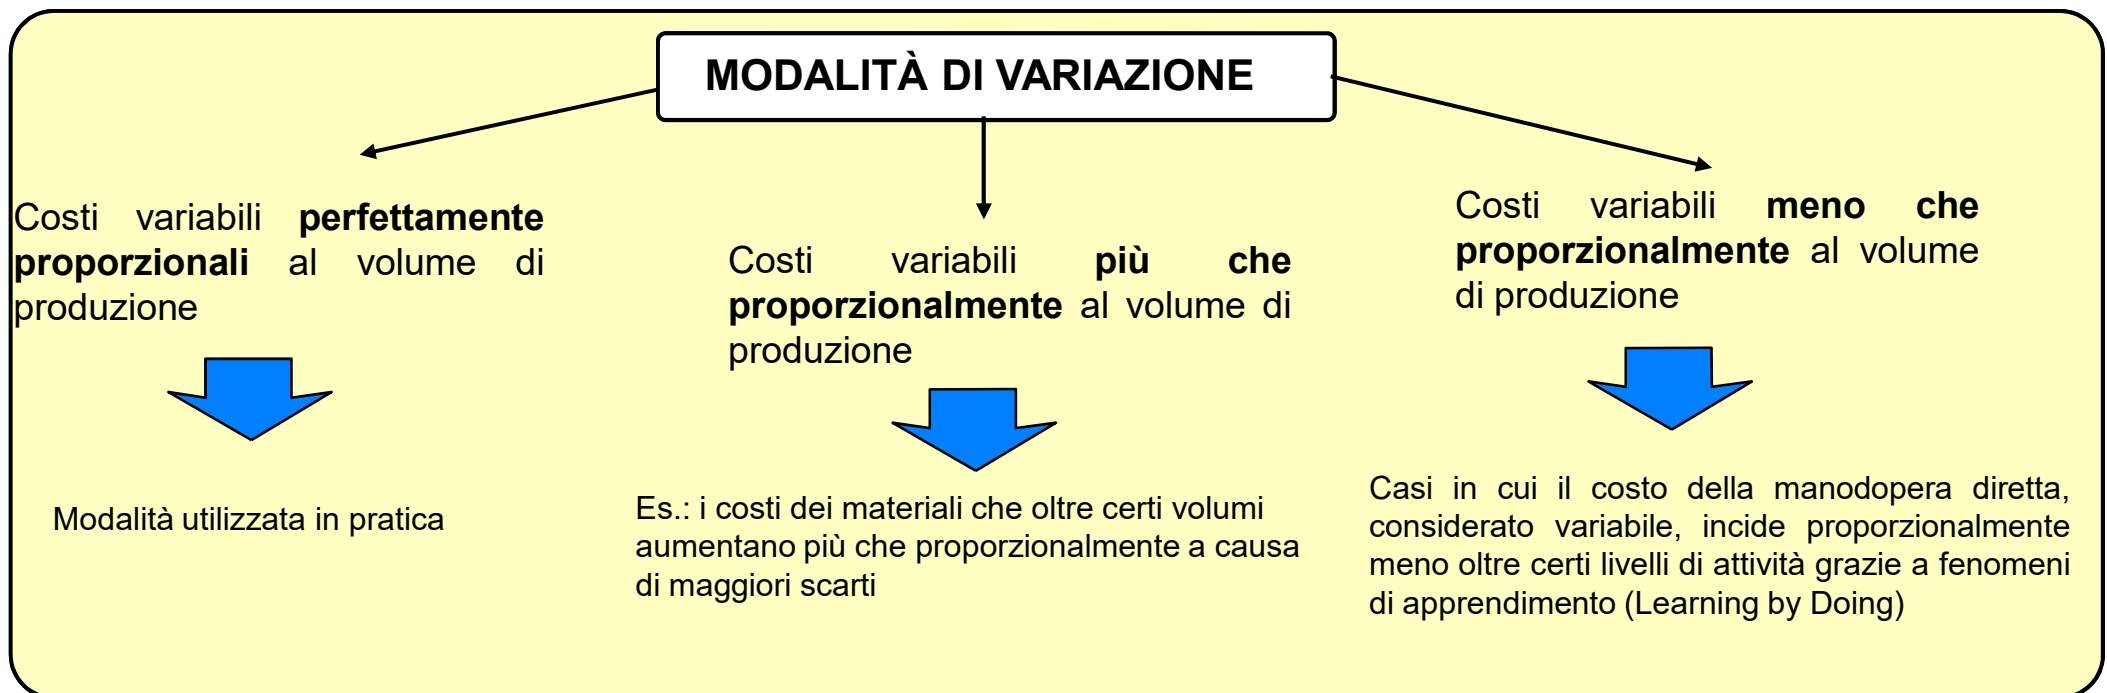 MODALITÀ DI VARIAZIONE
Costi variabili perfettamente
proporzionali al volume di
produzione
Modalità utilizzata in pratica
Costi variabili più che
proporzionalmente al volume di
produzione
Es.: i costi dei materiali che oltre certi volumi
aumentano più che proporzionalmente a causa
di maggiori scarti
Costi variabili meno che
proporzionalmente al volume
di produzione
Casi in cui il costo della manodopera diretta,
considerato variabile, incide proporzionalmente
meno oltre certi livelli di attività grazie a fenomeni
di apprendimento (Learning by Doing)